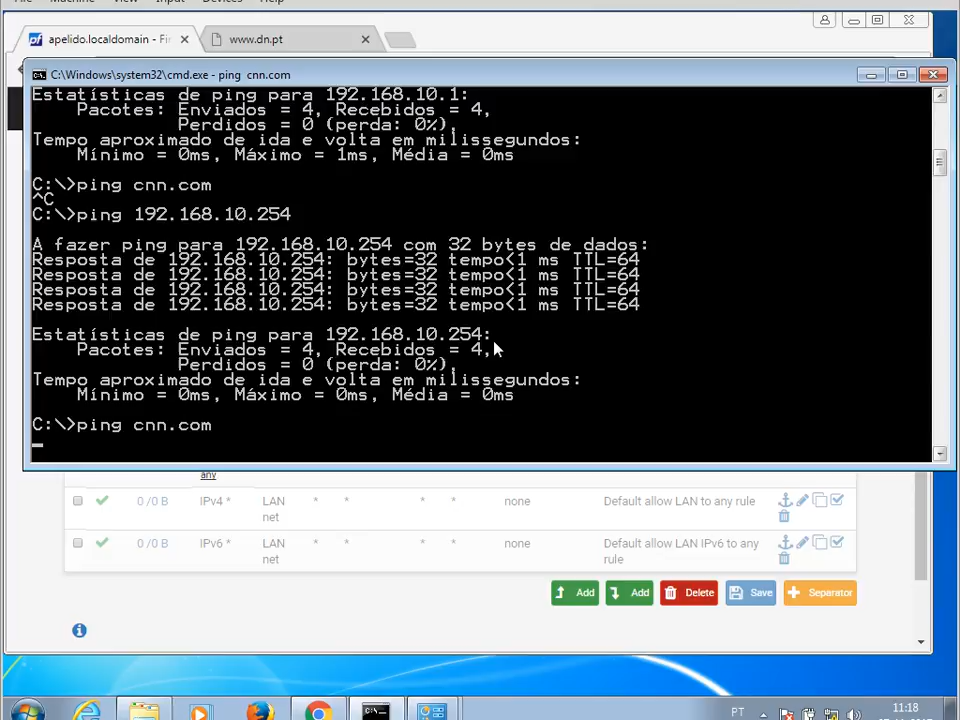 File Machine View Input Devices Help
apelido.localdomain - Fi
www.dn.pt
C:\Windows\system32\cmd.exe - ping cnn.com
Estatísticas de ping para 192.168.10.1:
Pacotes: Enviados = 4, Recebidos = 4,
Perdidos = 0 (perda: 0%),
Tempo aproximado de ida e volta em milissegundos:
Mínimo = 0ms, Máximo = 1ms, Média = 0ms
C:\>ping cnn.com
^C
C:\>ping 192.168.10.254
A fazer ping para 192.168.10.254 com 32 bytes de dados:
Resposta de 192.168.10.254: bytes=32 tempo<1 ms TTL=64
Resposta de 192.168.10.254: bytes=32 tempo<1 ms TTL=64
Resposta de 192.168.10.254: bytes=32 tempo<1 ms TTL=64
Resposta de 192.168.10.254: bytes=32 tempo<1 ms TTL=64
Estatísticas de ping para 192.168.10.254:
Pacotes: Enviados = 4, Recebidos = 4,
Perdidos = 0 (perda: 0%),
Tempo aproximado de ida e volta em milissegundos:
Mínimo = 0ms, Máximo = 0ms, Média = 0ms
C:\>ping cnn.com
any
0 /0 B IPv4 * LAN net * * * * none Default allow LAN to any rule
0 /0 B IPv6 * LAN net * * * * none Default allow LAN IPv6 to any rule
Add Add Delete Save Separator
PT 11:18